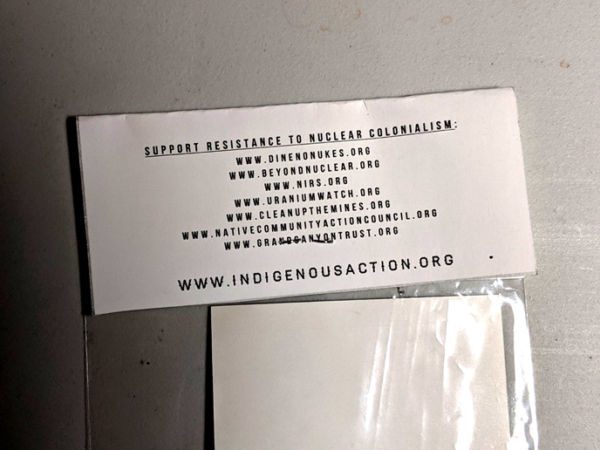 SUPPORT RESISTANCE TO NUCLEAR COLONIALISM:
WWW.DINENONUKES.ORG
WWW.BEYONDNUCLEAR.ORG
WWW.NIRS.ORG
WWW.URANIUMWATCH.ORG
WWW.CLEANUPTHEMINES.ORG
WWW.NATIVECOMMUNITYACTIONCOUNCIL.ORG
WWW.GRANDCANYONTRUST.ORG
WWW.INDIGENOUSACTION.ORG